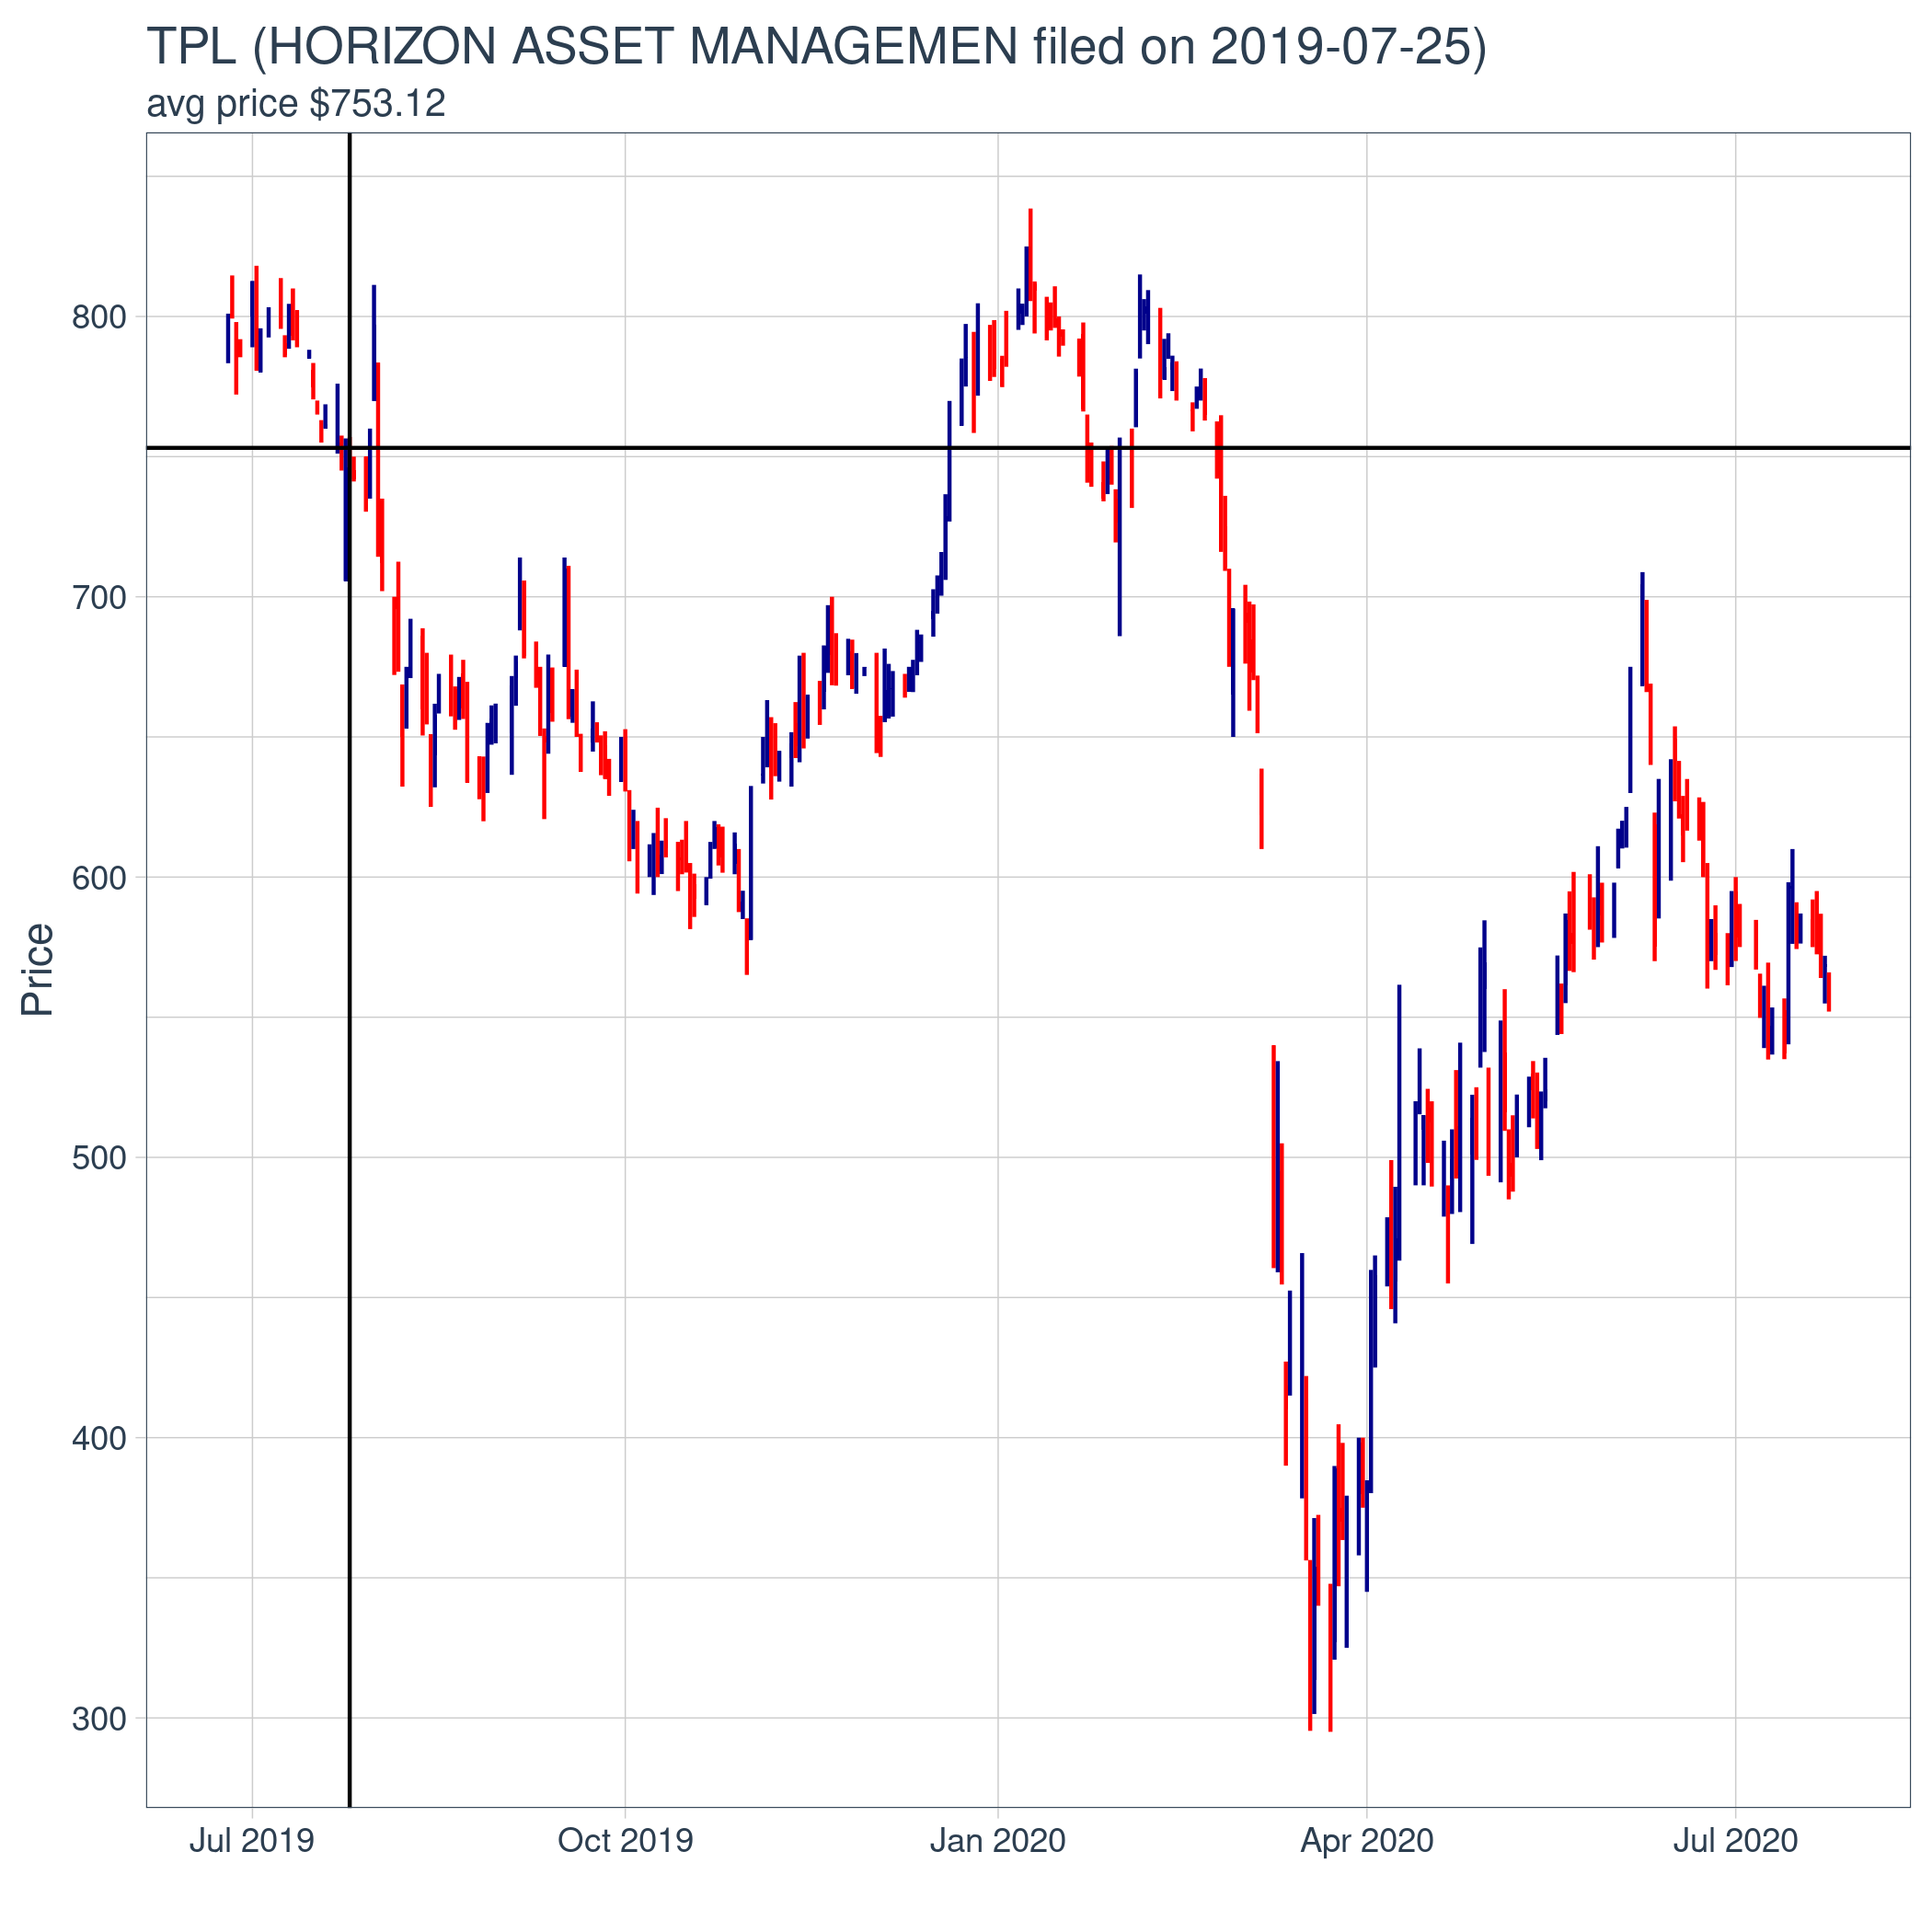 TPL (HORIZON ASSET MANAGEMEN filed on 2019-07-25)
avg price $753.12
800
700
600
500
400
300
Price
Jul 2019
Oct 2019
Jan 2020
Apr 2020
Jul 2020